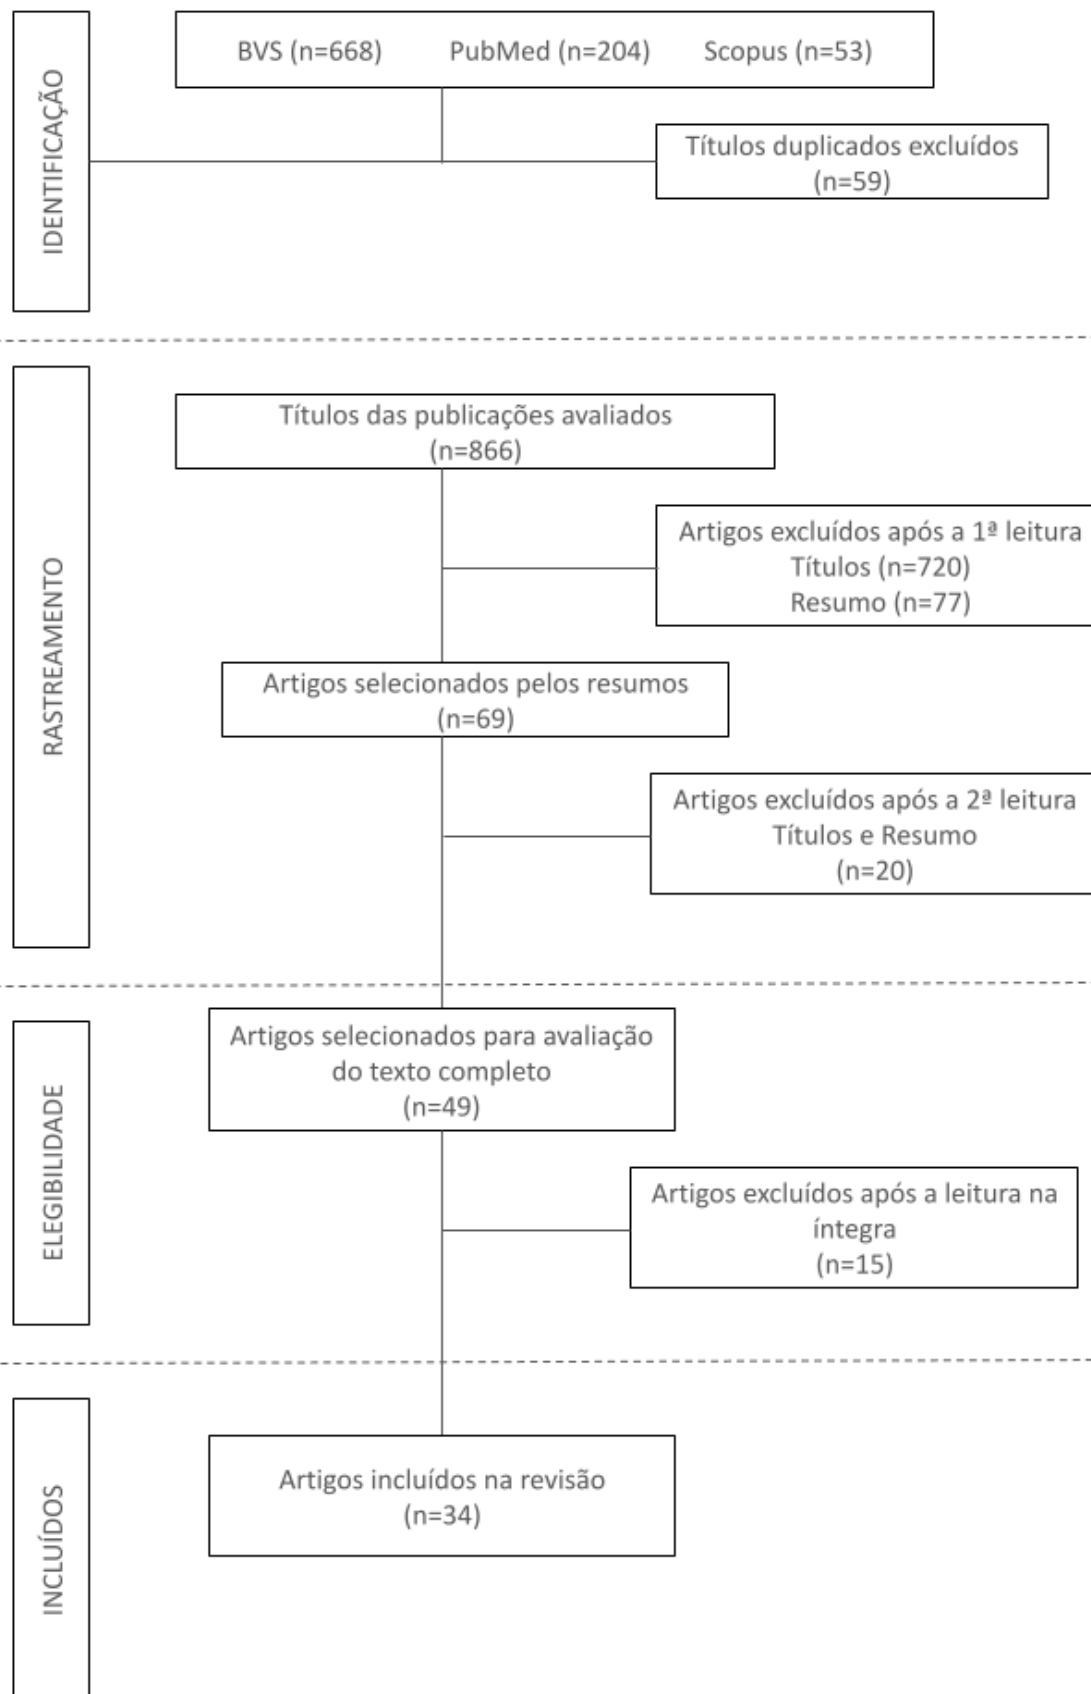 IDENTIFICAÇÃO
BVS (n=668) PubMed (n=204) Scopus (n=53)
Títulos duplicados excluídos
(n=59)
RASTREAMENTO
Títulos das publicações avaliados
(n=866)
Artigos excluídos após a 1ª leitura
Títulos (n=720)
Resumo (n=77)
Artigos selecionados pelos resumos
(n=69)
Artigos excluídos após a 2ª leitura
Títulos e Resumo
(n=20)
ELEGIBILIDADE
Artigos selecionados para avaliação
do texto completo
(n=49)
Artigos excluídos após a leitura na
íntegra
(n=15)
INCLUÍDOS
Artigos incluídos na revisão
(n=34)